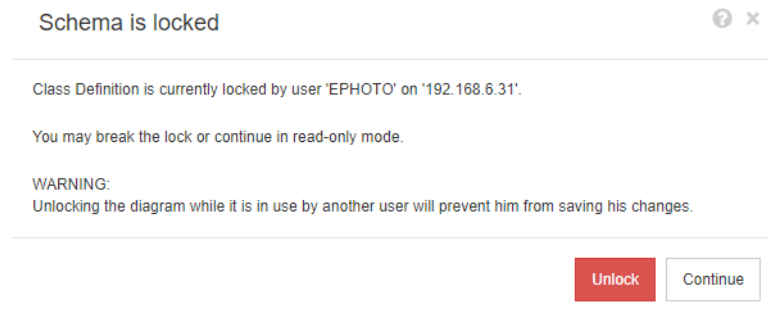 Schema is locked
Class Definition is currently locked by user 'EPHOTO' on '192.168.6.31'.
You may break the lock or continue in read-only mode.
WARNING:
Unlocking the diagram while it is in use by another user will prevent him from saving his changes.
Unlock Continue